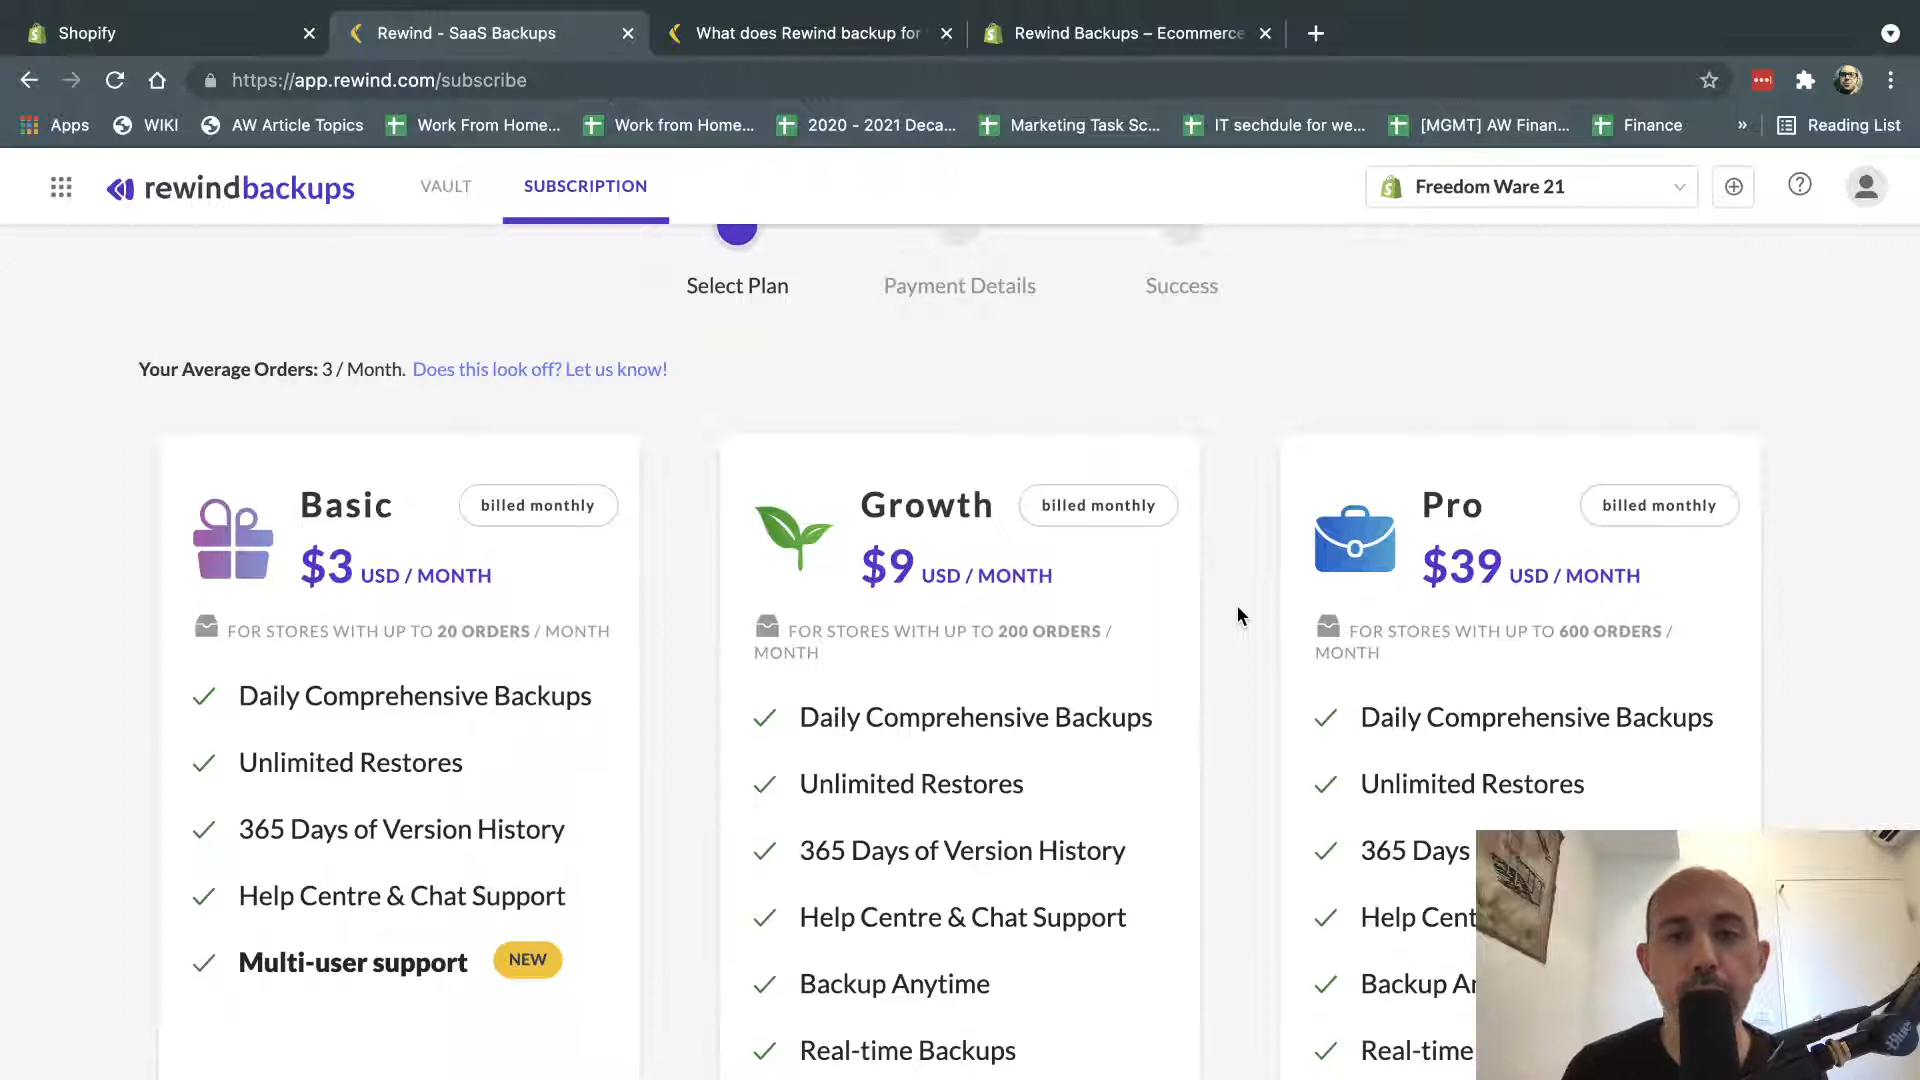 Shopify
Rewind - SaaS Backups
What does Rewind backup for
Rewind Backups – Ecommerce
https://app.rewind.com/subscribe
Apps
WIKI
AW Article Topics
Work From Home...
Work from Home...
2020 - 2021 Deca...
Marketing Task Sc...
IT sechdule for we...
[MGMT] AW Finan...
Finance
»
Reading List
rewindbackups
VAULT
SUBSCRIPTION
Freedom Ware 21
Select Plan
Payment Details
Success
Your Average Orders: 3 / Month. Does this look off? Let us know!
Basic
billed monthly
$3 USD / MONTH
FOR STORES WITH UP TO 20 ORDERS / MONTH
Daily Comprehensive Backups
Unlimited Restores
365 Days of Version History
Help Centre & Chat Support
Multi-user support NEW
Growth
billed monthly
$9 USD / MONTH
FOR STORES WITH UP TO 200 ORDERS /
MONTH
Daily Comprehensive Backups
Unlimited Restores
365 Days of Version History
Help Centre & Chat Support
Backup Anytime
Real-time Backups
Pro
billed monthly
$39 USD / MONTH
FOR STORES WITH UP TO 600 ORDERS /
MONTH
Daily Comprehensive Backups
Unlimited Restores
365 Days
Help Cent
Backup An
Real-time
Blue